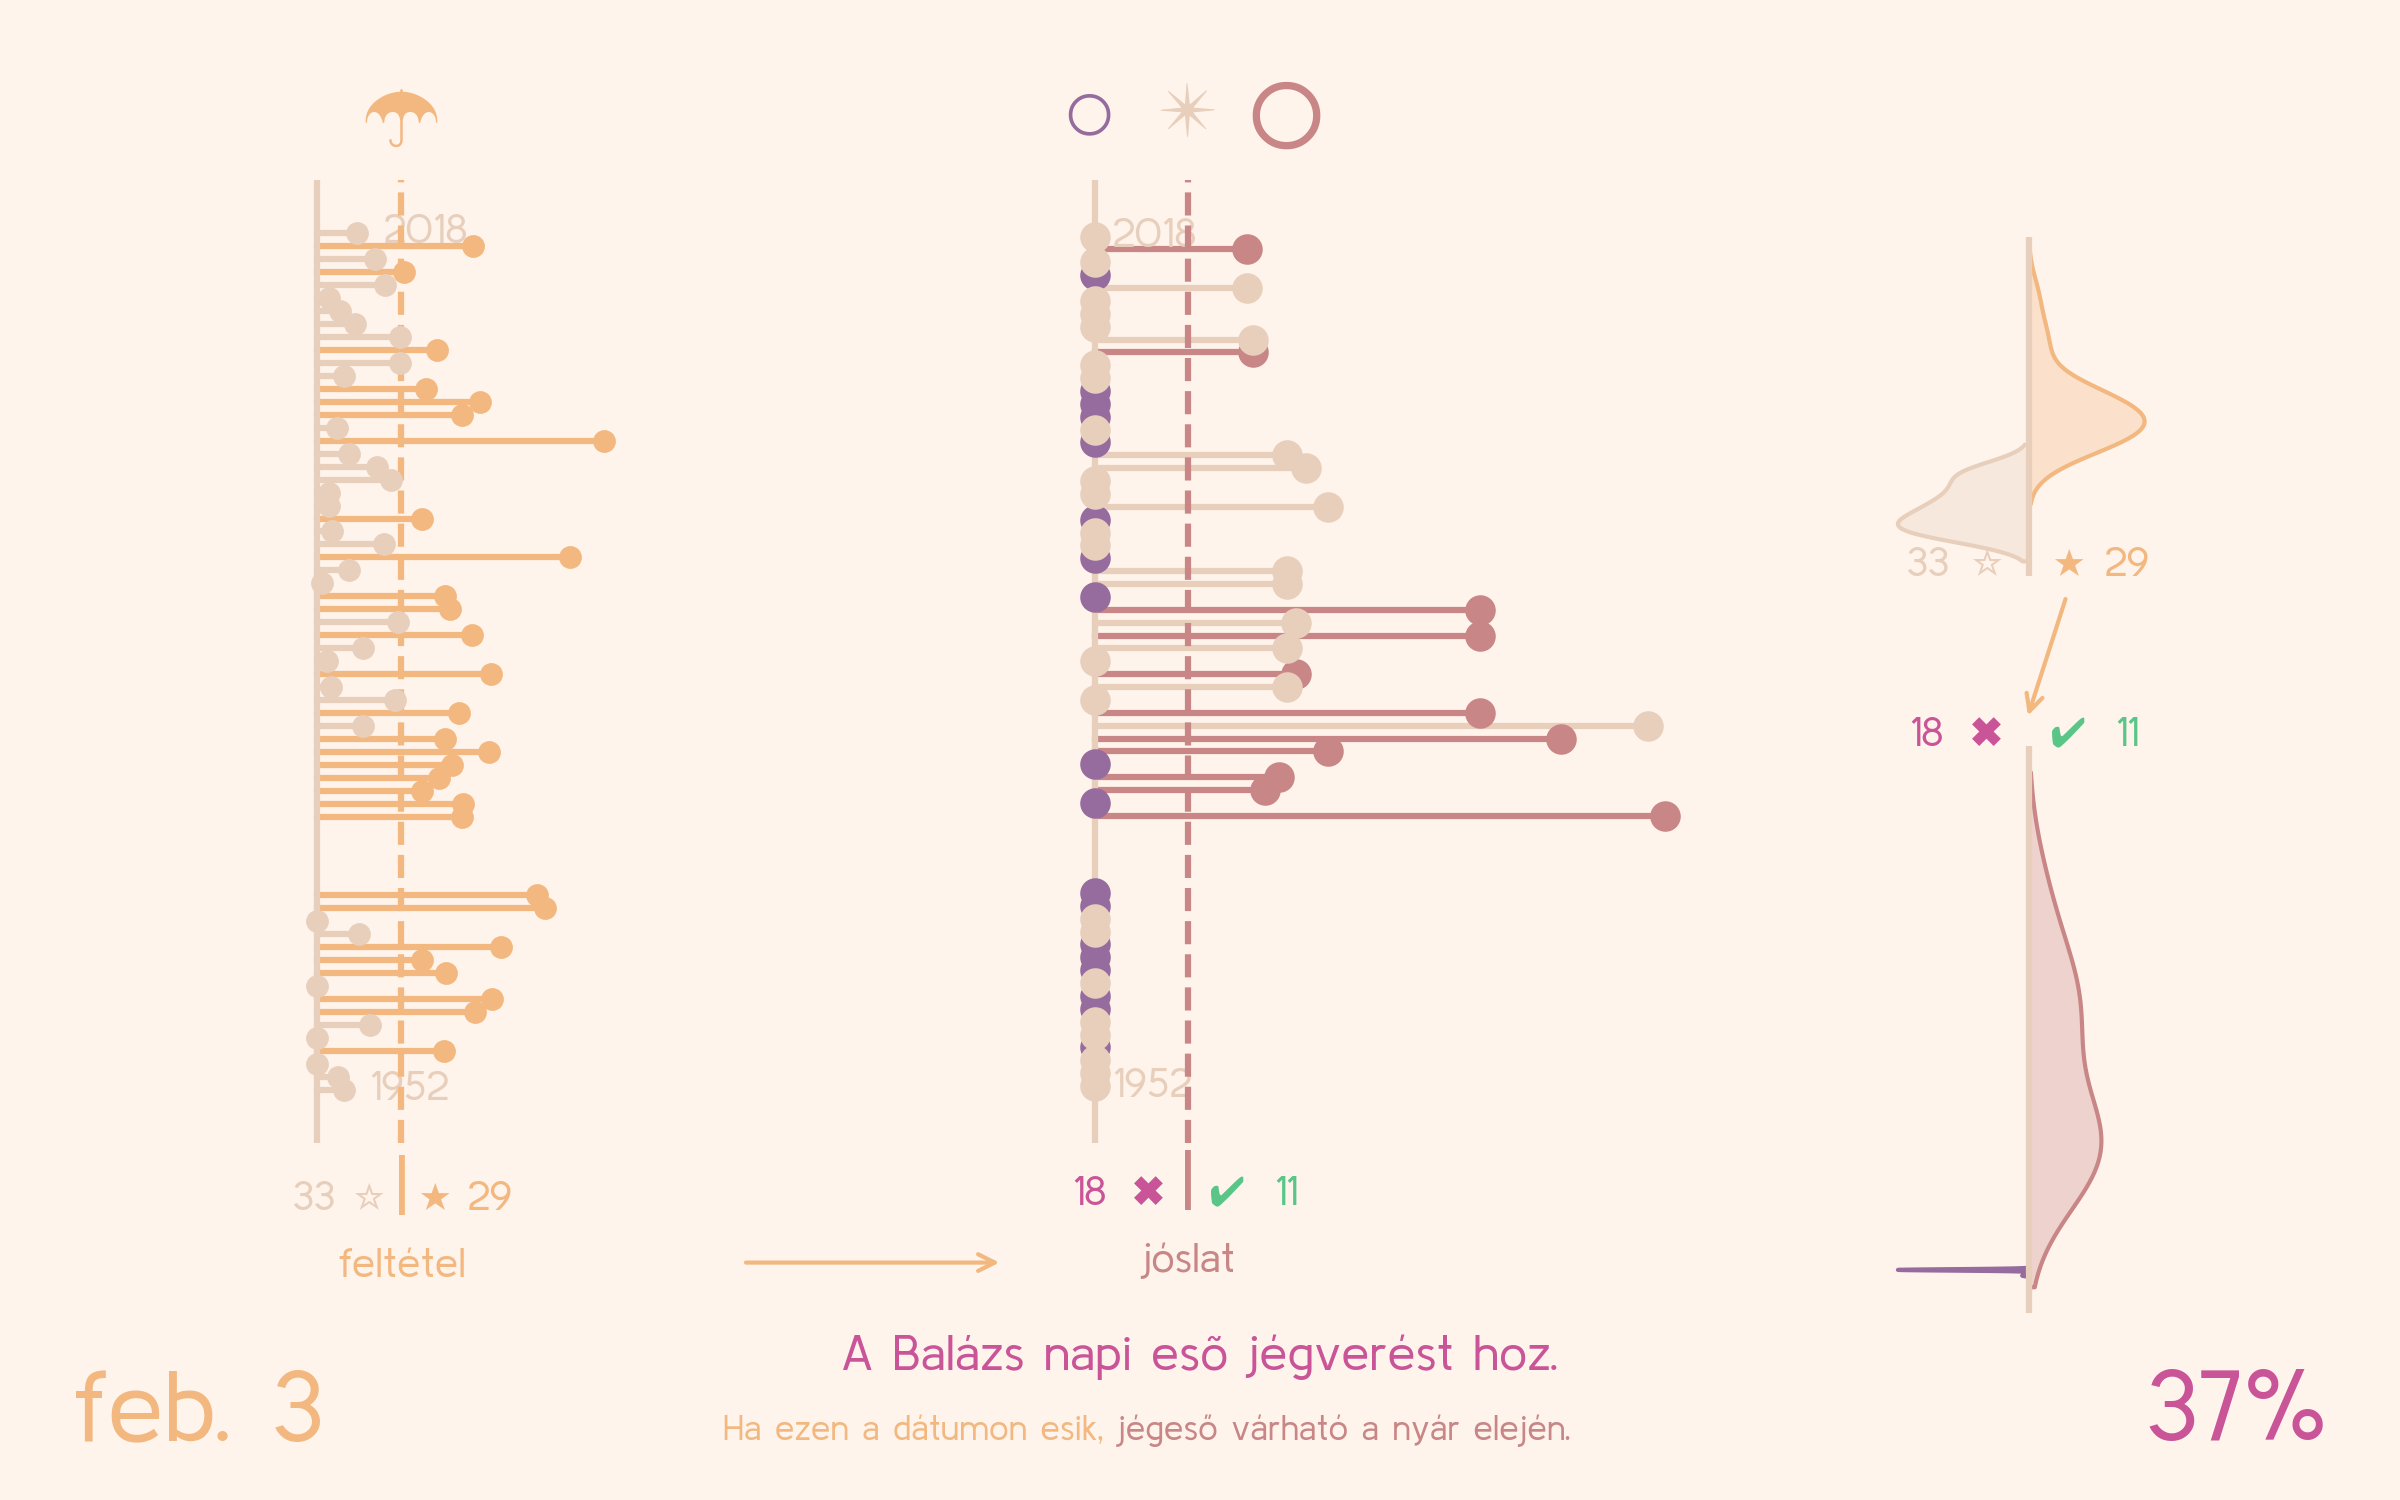 2018
2018
33 ☆ ★ 29
18 ✖ ✔ 11
1952
1952
33 ☆ ★ 29
18 ✖ ✔ 11
feltétel
jóslat
A Balázs napi esõ jégverést hoz.
feb. 3
37%
Ha ezen a dátumon esik, jégeső várható a nyár elején.